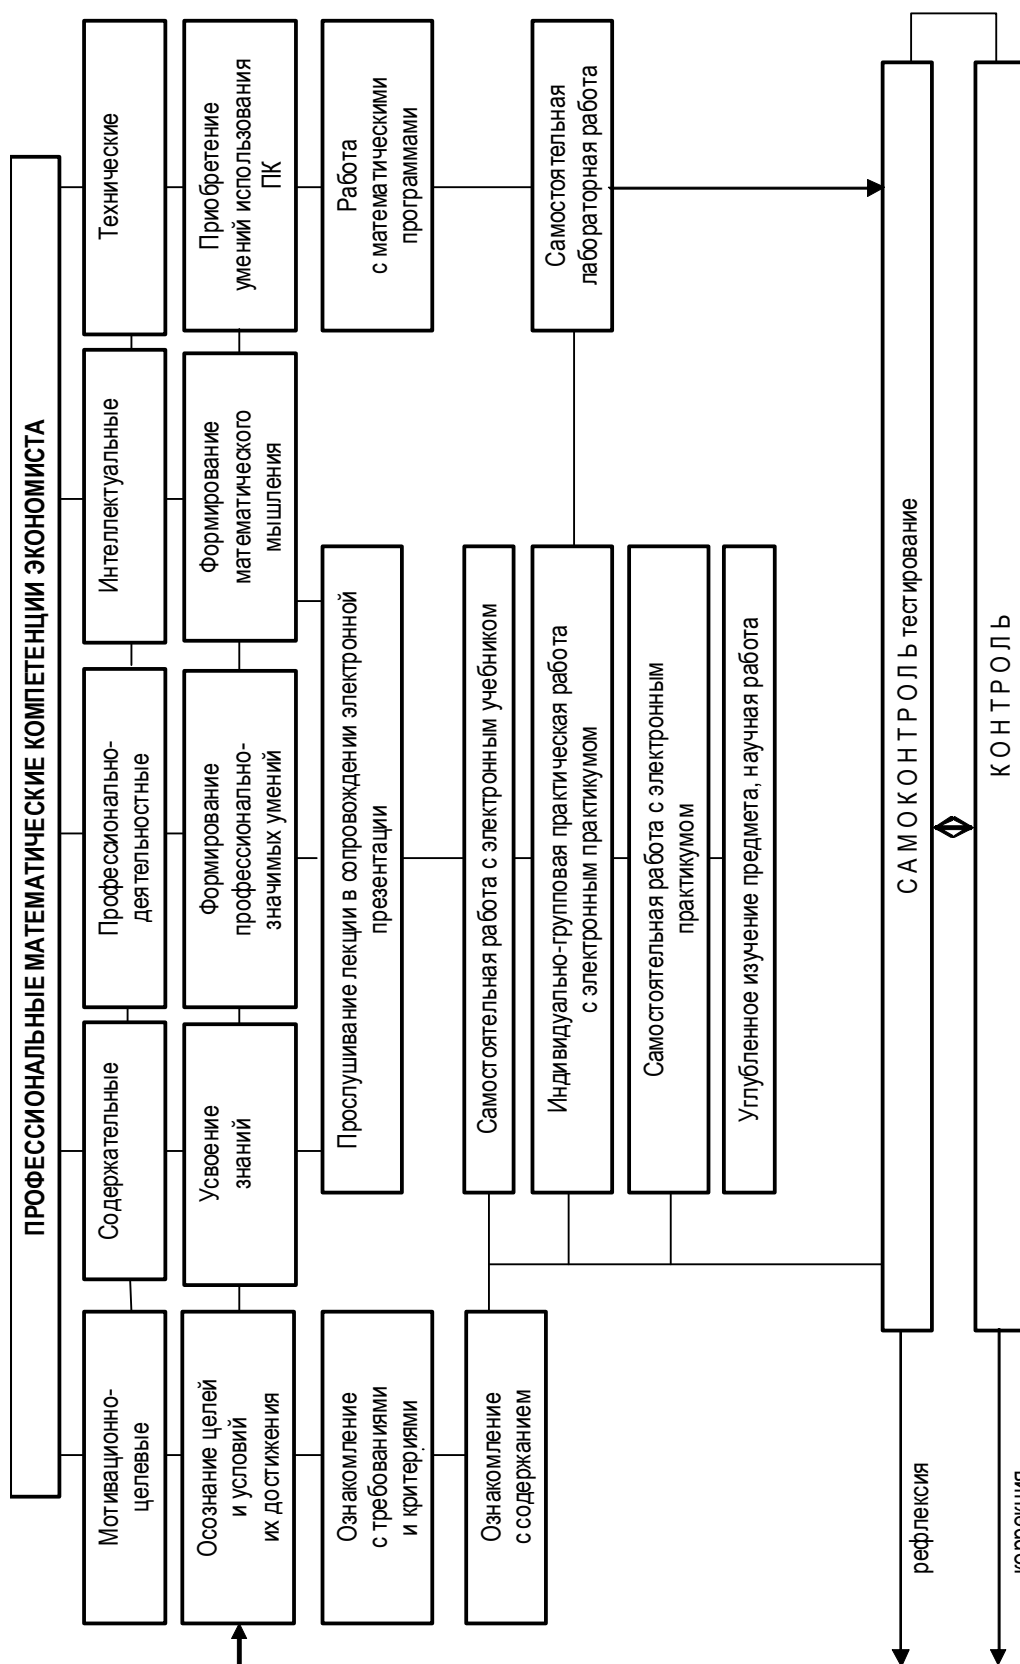 ПРОФЕССИОНАЛЬНЫЕ МАТЕМАТИЧЕСКИЕ КОМПЕТЕНЦИИ ЭКОНОМИСТА
Мотивационно-
целевые
Содержательные
Профессионально-
деятельностные
Интеллектуальные
Технические
Осознание целей
и условий
их достижения
Усвоение
знаний
Формирование
профессионально-
значимых умений
Формирование
математического
мышления
Приобретение
умений использования
ПК
Ознакомление
с требованиями
и критериями
Прослушивание лекции в сопровождении электронной
презентации
Работа
с математическими
программами
Ознакомление
с содержанием
Самостоятельная работа с электронным учебником
Индивидуально-групповая практическая работа
с электронным практикумом
Самостоятельная
лабораторная работа
Самостоятельная работа с электронным
практикумом
Углубленное изучение предмета, научная работа
САМОКОНТРОЛЬ тестирование
рефлексия
КОНТРОЛЬ
коррекция